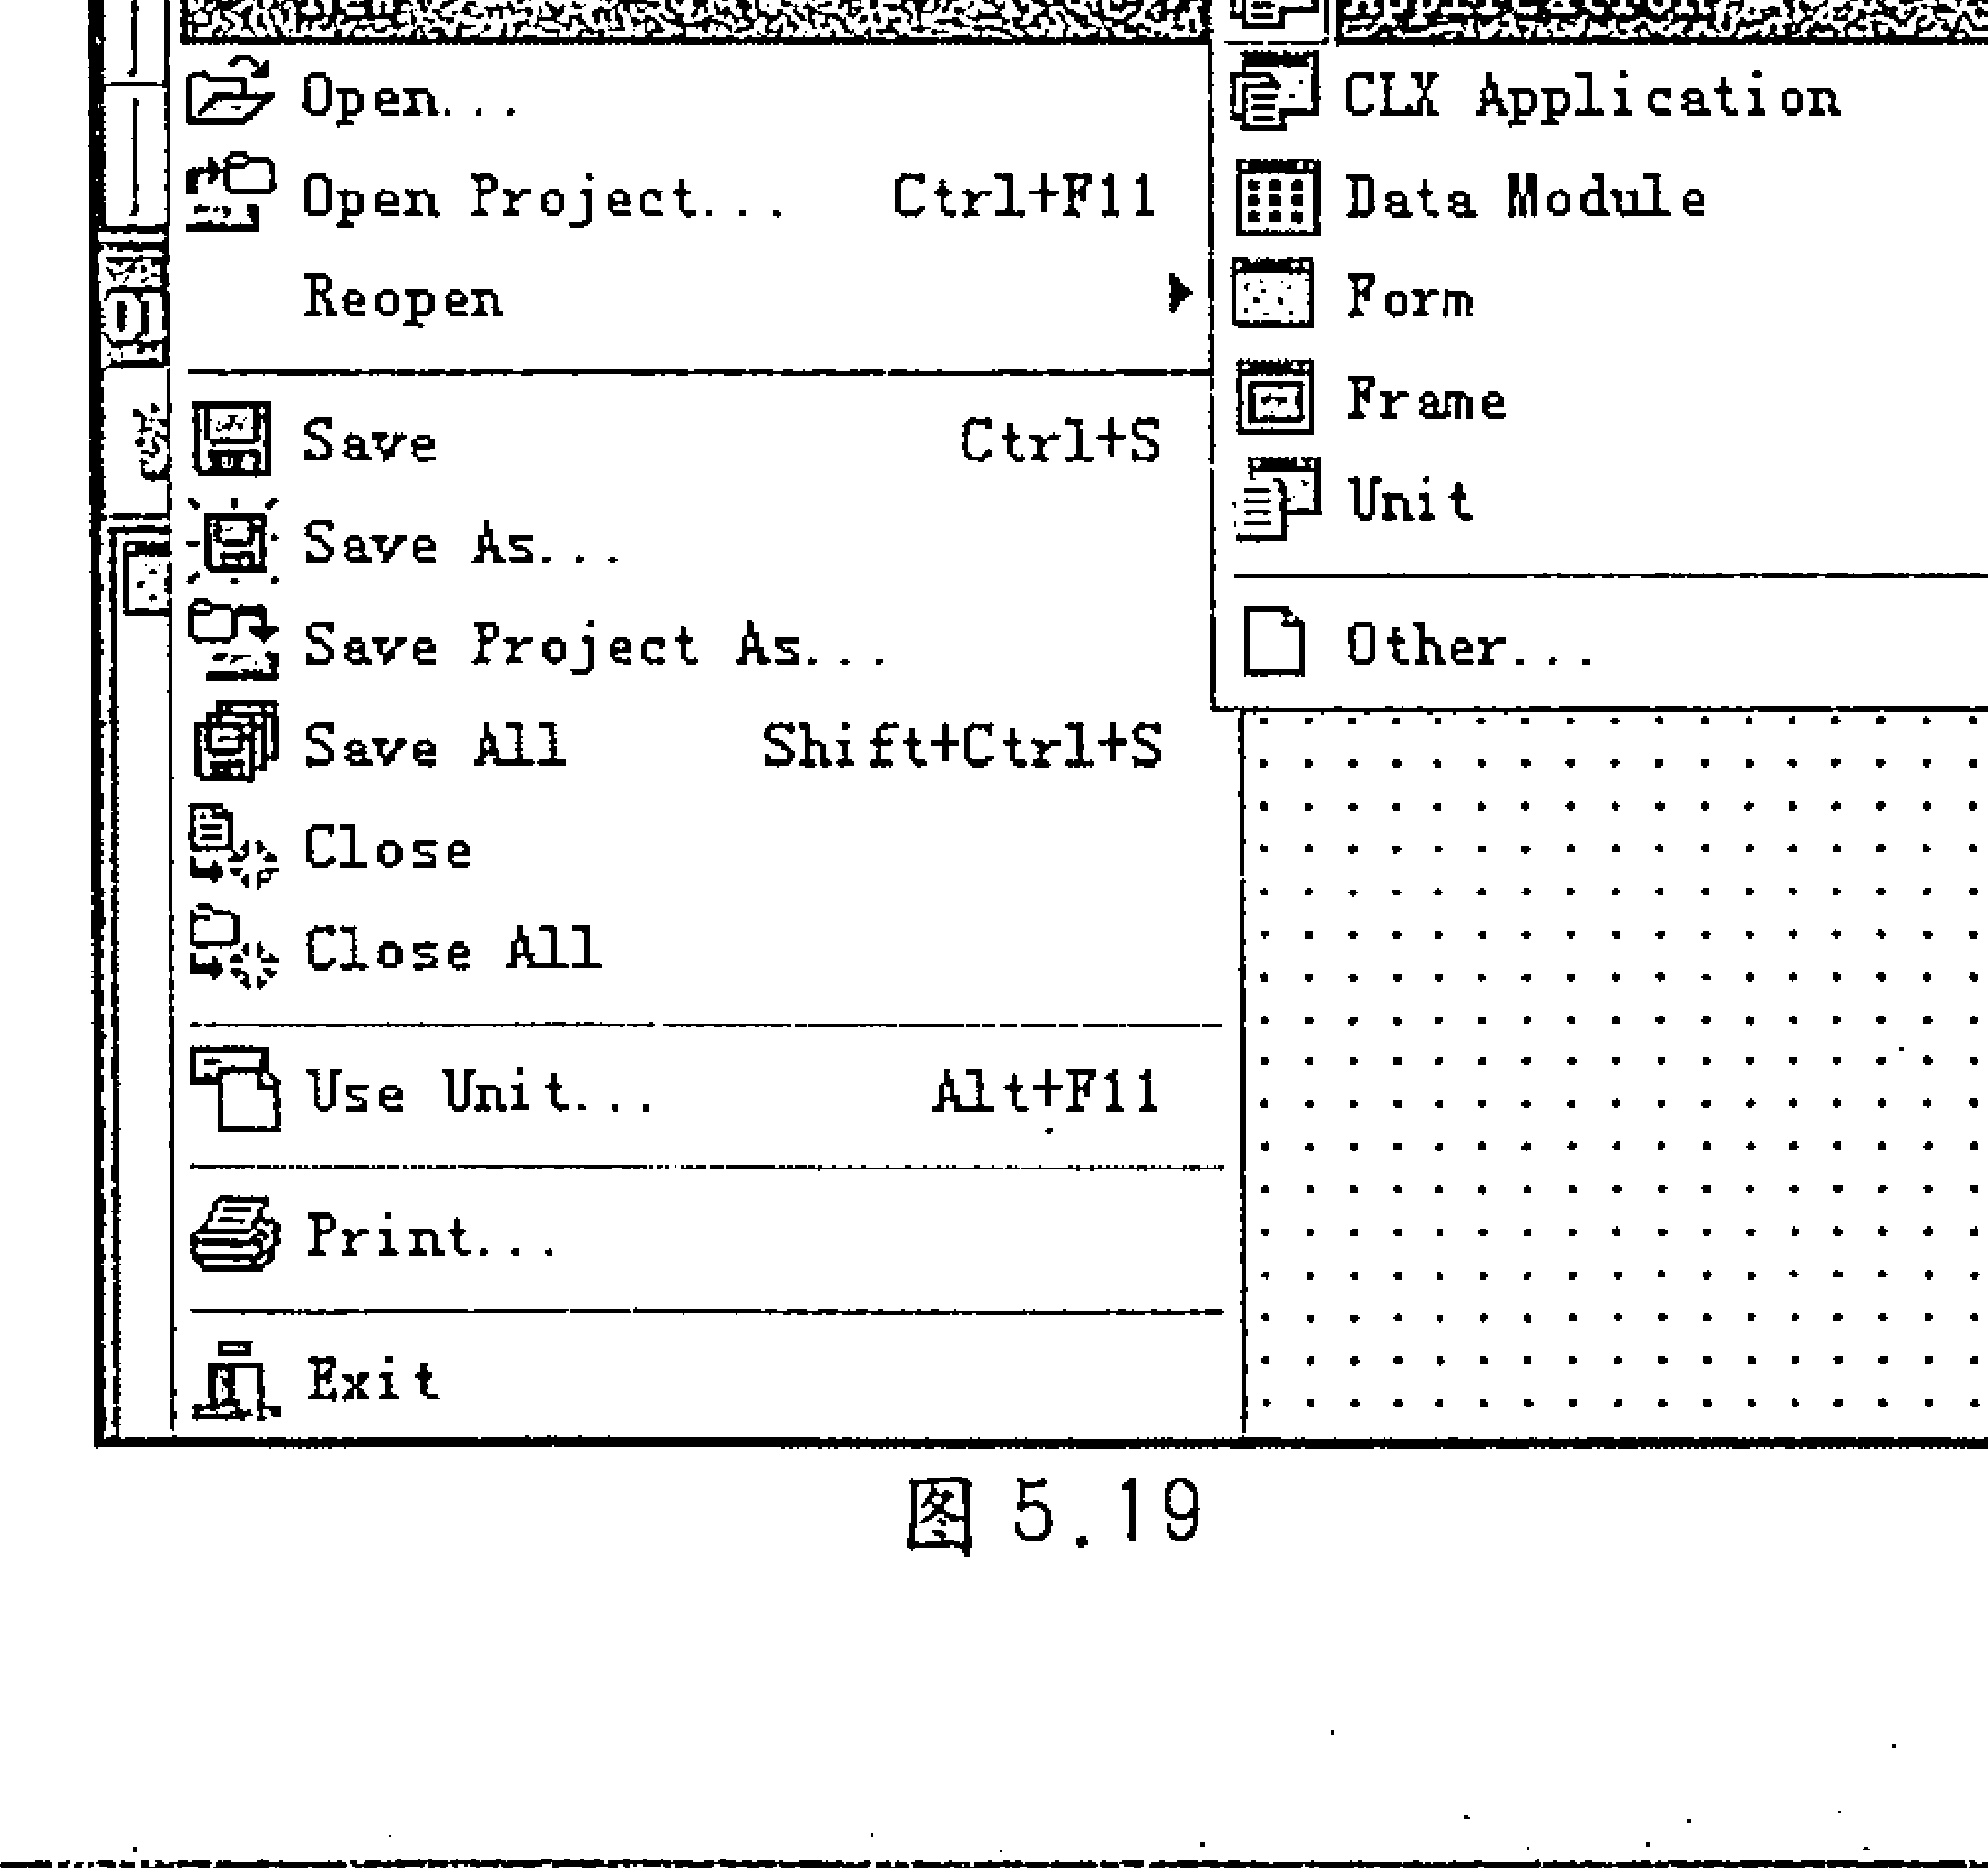 Application
Open...
CLX Application
Open Project... Ctrl+F11
Data Module
Reopen
Form
Frame
Save Ctrl+S
Unit
Save As...
Save Project As...
Other...
Save All Shift+Ctrl+S
Close
Close All
Use Unit... Alt+F11
Print...
Exit
图 5.19